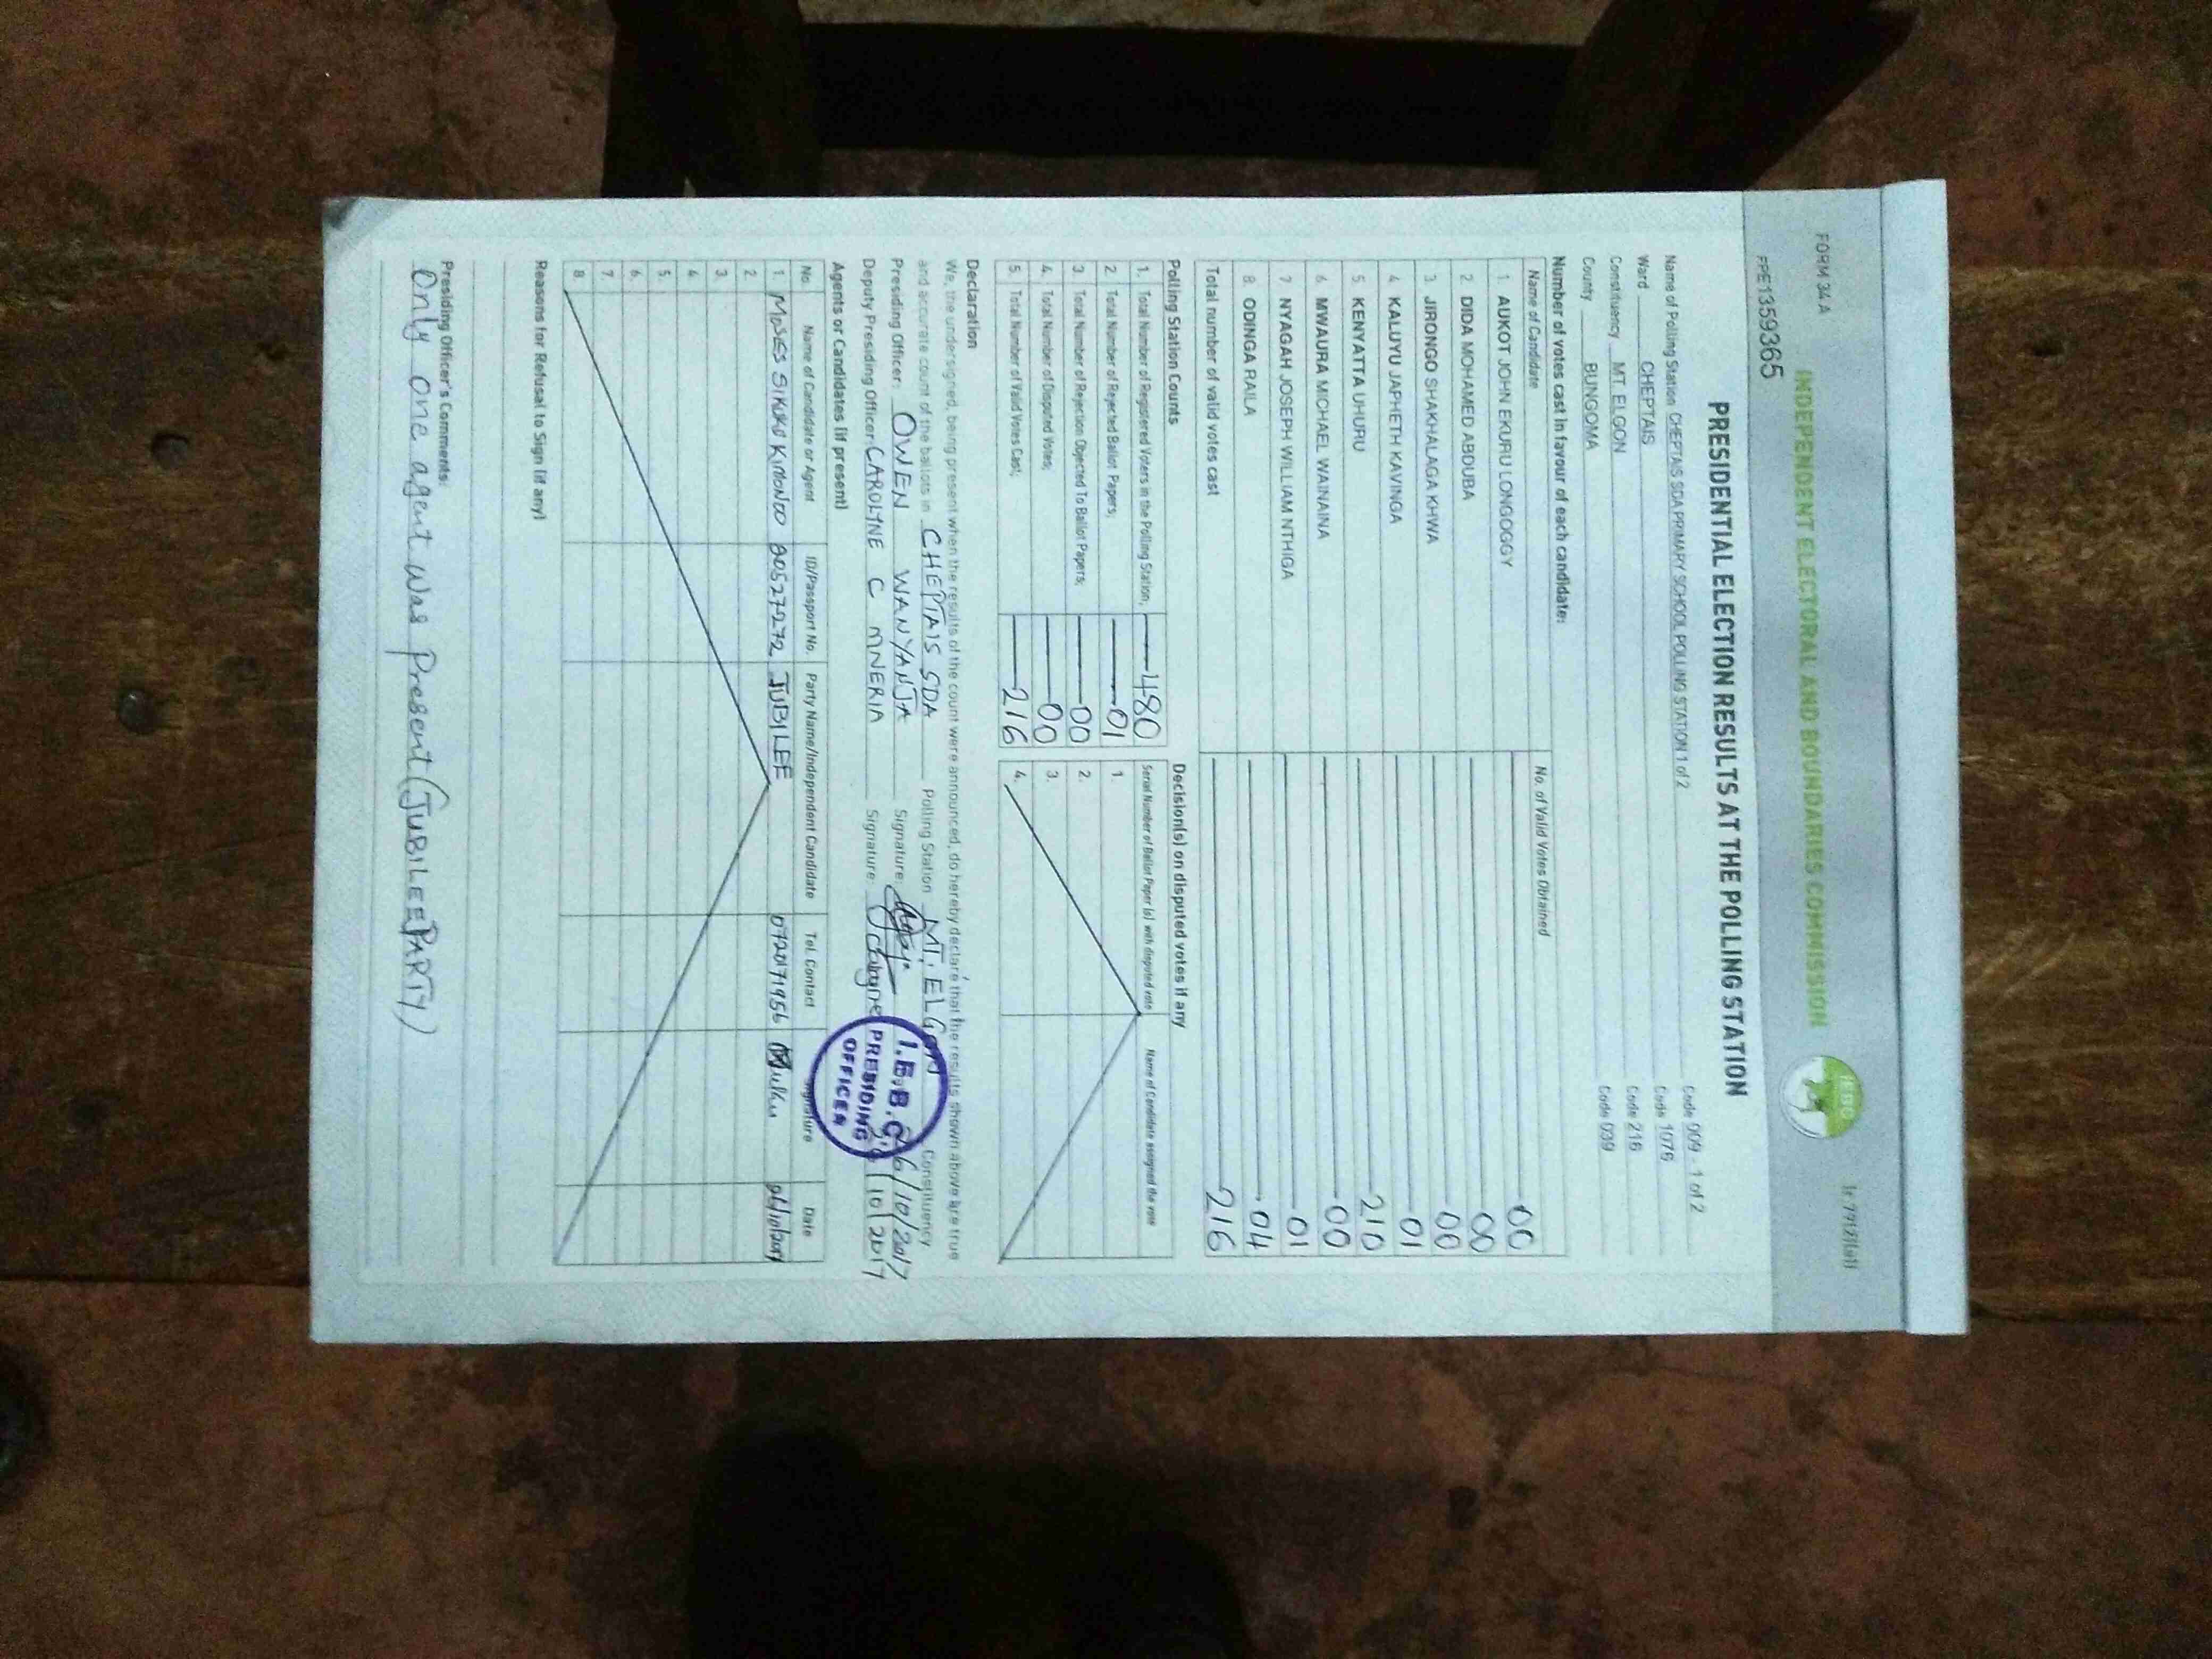 FORM 34 A
INDEPENDENT ELECTORAL AND BOUNDARIES COMMISSION
IEBC
PPE1359365
PRESIDENTIAL ELECTION RESULTS AT THE POLLING STATION
Name of Polling Station CHEPTAIS SDA PRIMARY SCHOOL POLLING STATION 1 of 2 Code 009 - 1 of 2
Ward CHEPTAIS Code 1076
Constituency MT. ELGON Code 216
County BUNGOMA Code 039
Number of votes cast in favour of each candidate:
Name of Candidate No. of Valid Votes Obtained
1. AUKOT JOHN EKURU LONGOGGY 00
2. DIDA MOHAMED ABDUBA 00
3. JIRONGO SHAKHALAGA KHWA 00
4. KALUYU JAPHETH KAVINGA 01
5. KENYATTA UHURU 210
6. MWAURA MICHAEL WAINAINA 00
7. NYAGAH JOSEPH WILLIAM NTHIGA 01
8. ODINGA RAILA 04
Total number of valid votes cast 216
Polling Station Counts
1. Total Number of Registered Voters in the Polling Station; 480
2. Total Number of Rejected Ballot Papers; 01
3. Total Number of Rejection Objected To Ballot Papers; 00
4. Total Number of Disputed Votes; 00
5. Total Number of Valid Votes Cast; 216
Decision(s) on disputed votes if any
Serial Number of Ballot Paper (s) with disputed vote Name of Candidate assigned the vote
1.
2.
3.
4.
Declaration
We, the undersigned, being present when the results of the count were announced, do hereby declare that the results shown above are true
and accurate count of the ballots in CHEPTAIS SDA Polling Station MT. ELGON Constituency
Presiding Officer: OWEN WANYANJA Signature: 26/10/2017
Deputy Presiding Officer: CAROLYNE C MNERIA Signature: 10/2017
I.E.B.C.
PRESIDING
OFFICER
Agents or Candidates (if present)
No. Name of Candidate or Agent ID/Passport No. Party Name/Independent Candidate Tel. Contact Signature Date
1. MOSES KIMONDO JUBILEE
2.
3.
4.
5.
6.
7.
8.
Reasons for Refusal to Sign (if any)
Presiding Officer's Comments:
Only one agent was Present (JUBILEE PARTY)